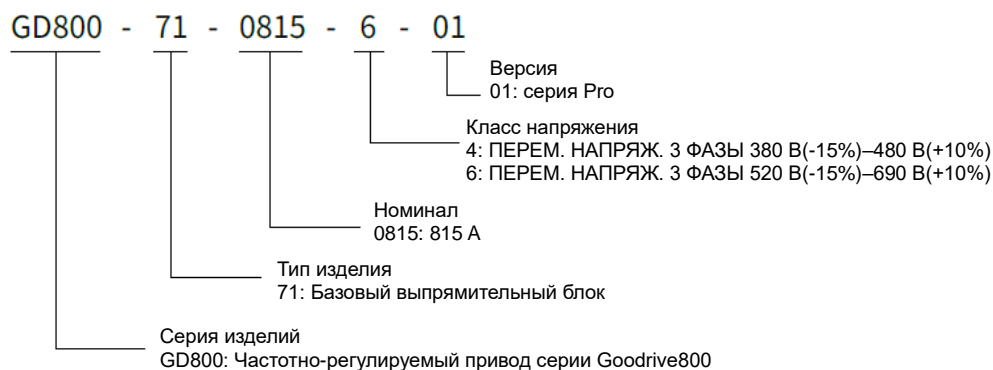 GD800 - 71 - 0815 - 6 - 01
Версия
01: серия Pro
Класс напряжения
4: ПЕРЕМ. НАПРЯЖ. 3 ФАЗЫ 380 В(-15%)–480 В(+10%)
6: ПЕРЕМ. НАПРЯЖ. 3 ФАЗЫ 520 В(-15%)–690 В(+10%)
Номинал
0815: 815 А
Тип изделия
71: Базовый выпрямительный блок
Серия изделий
GD800: Частотно-регулируемый привод серии Goodrive800